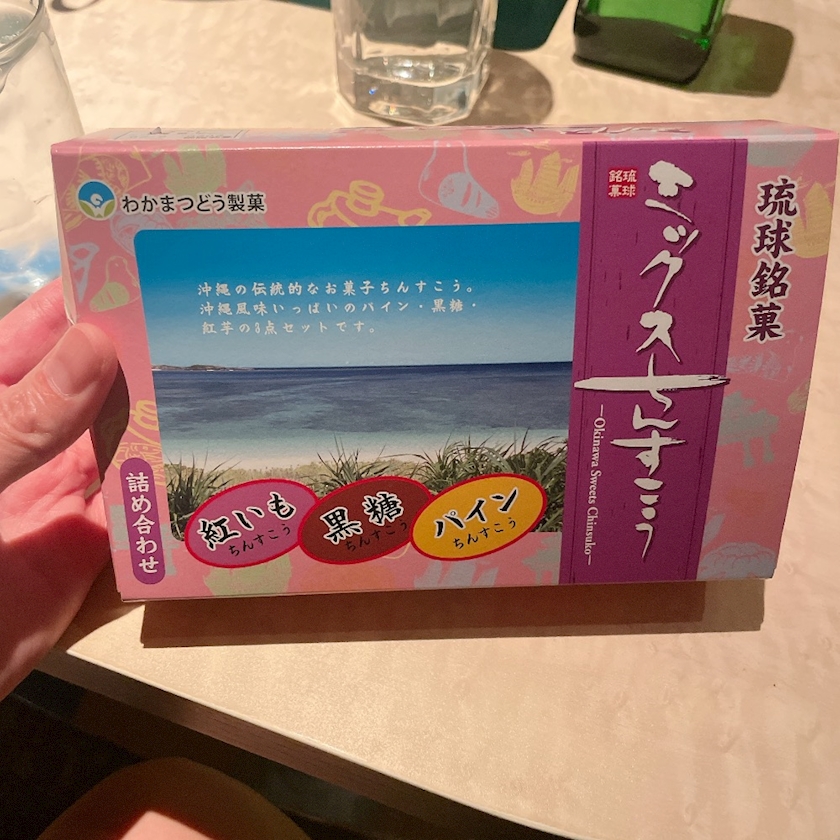 わかまつどう製菓
沖縄の伝統的なお菓子ちんすこう。
沖縄風味いっぱいのパイン・黒糖・
紅芋の3点セットです。
琉球銘菓
琉球
銘菓
ミックスちんすこう
—Okinawa Sweets Chinsuko—
詰め合わせ
紅いも
ちんすこう
黒糖
ちんすこう
パイン
ちんすこう